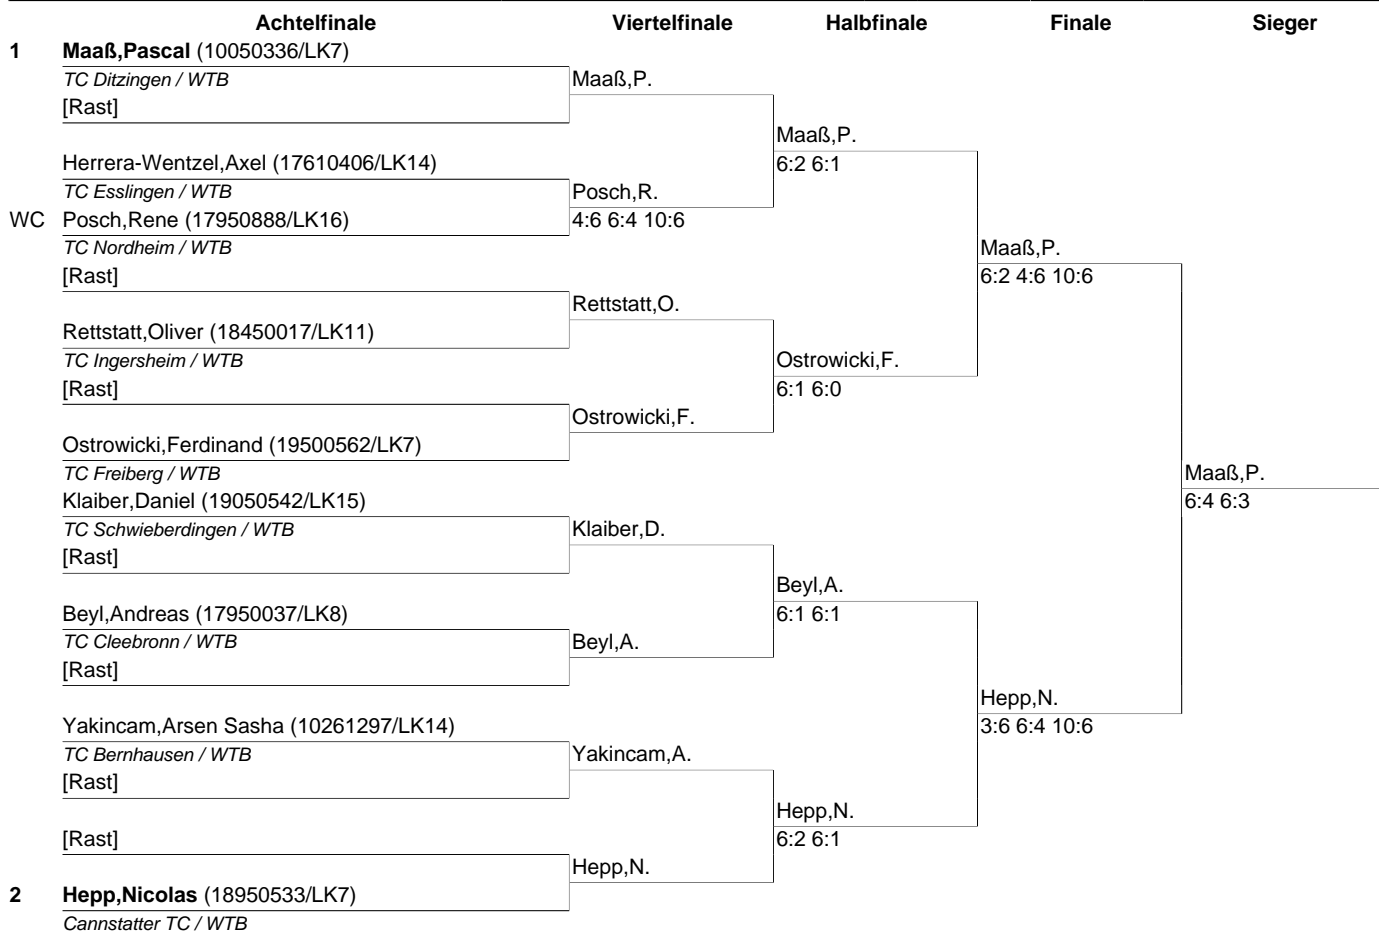 Achtelfinale Viertelfinale Halbfinale Finale Sieger
1 Maaß,Pascal (10050336/LK7)
TC Ditzingen / WTB Maaß,P.
[Rast]
Maaß,P.
Herrera-Wentzel,Axel (17610406/LK14) 6:2 6:1
TC Esslingen / WTB Posch,R.
WC Posch,Rene (17950888/LK16) 4:6 6:4 10:6
TC Nordheim / WTB Maaß,P.
[Rast] 6:2 4:6 10:6
Rettstatt,O.
Rettstatt,Oliver (18450017/LK11)
TC Ingersheim / WTB Ostrowicki,F.
[Rast] 6:1 6:0
Ostrowicki,F.
Ostrowicki,Ferdinand (19500562/LK7)
TC Freiberg / WTB Maaß,P.
Klaiber,Daniel (19050542/LK15) 6:4 6:3
TC Schwieberdingen / WTB Klaiber,D.
[Rast]
Beyl,A.
Beyl,Andreas (17950037/LK8) 6:1 6:1
TC Cleebronn / WTB Beyl,A.
[Rast]
Hepp,N.
Yakincam,Arsen Sasha (10261297/LK14) 3:6 6:4 10:6
TC Bernhausen / WTB Yakincam,A.
[Rast]
Hepp,N.
[Rast] 6:2 6:1
Hepp,N.
2 Hepp,Nicolas (18950533/LK7)
Cannstatter TC / WTB